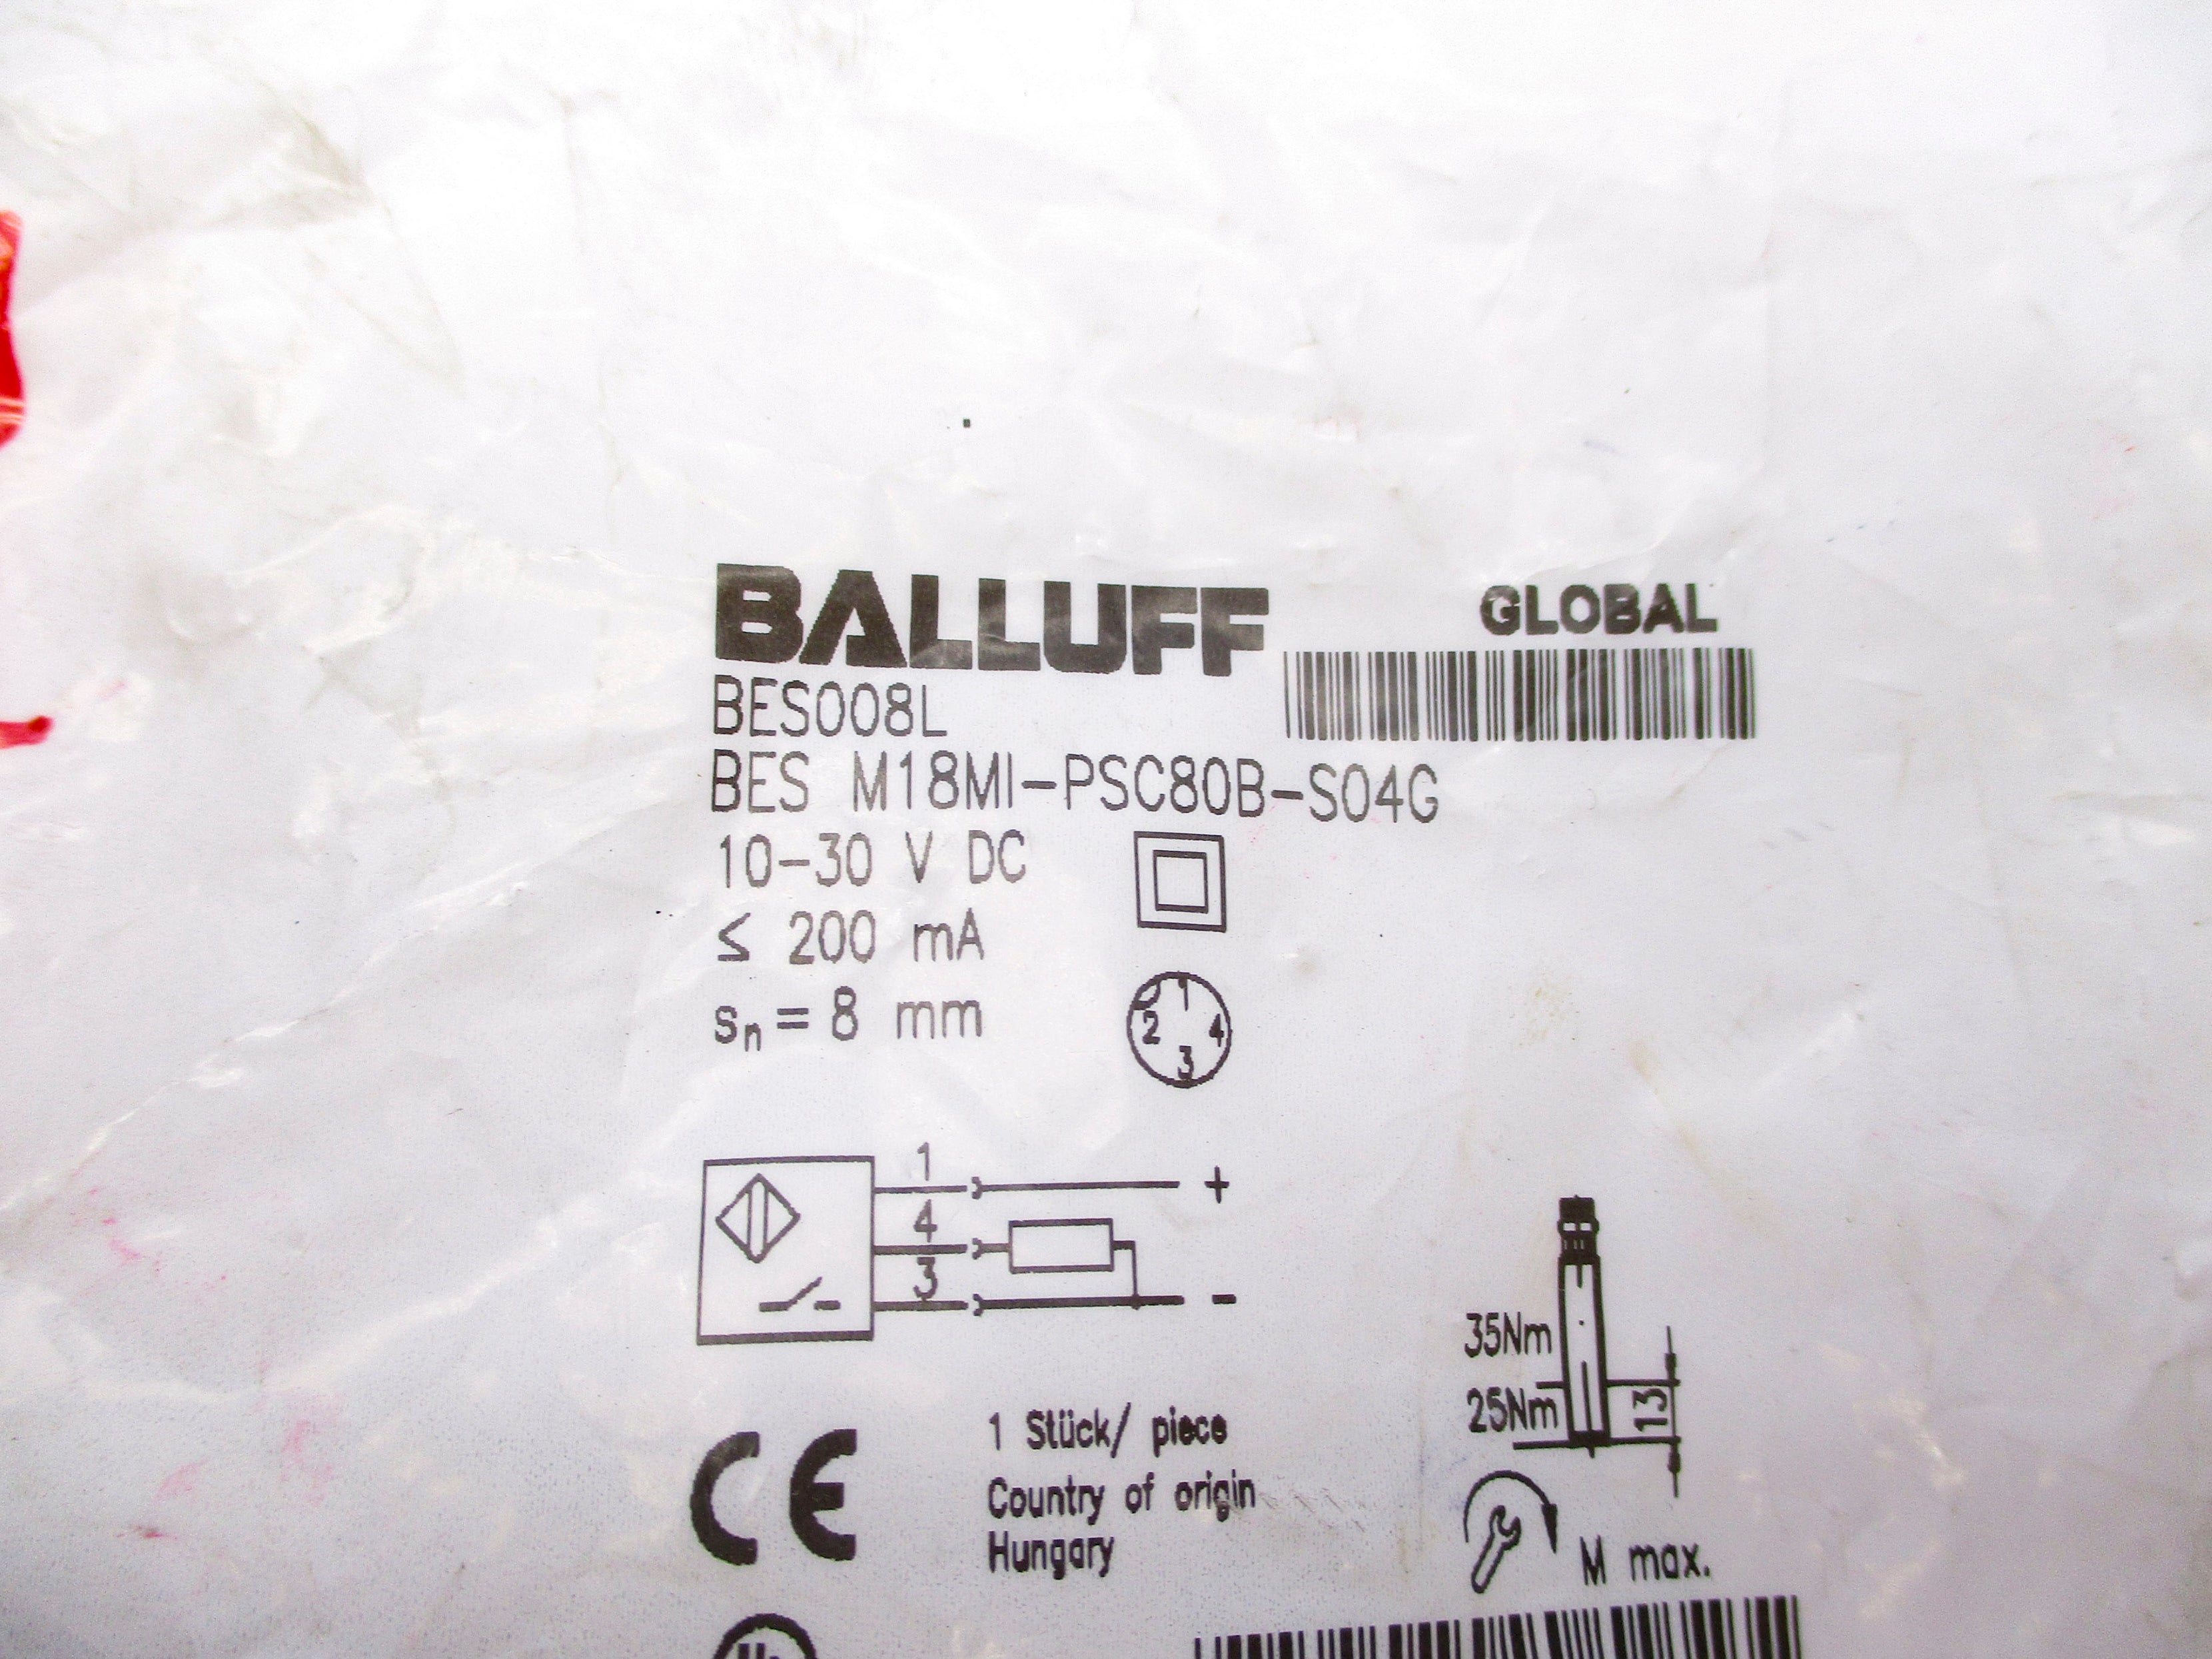 BALLUFF
GLOBAL
BES008L
BES M18MI-PSC80B-S04G
10-30 V DC
≤ 200 mA
sn = 8 mm
1
2 4
3
1 +
4
3 -
35Nm
25Nm
13
CE
1 Stück/ piece
Country of origin
Hungary
M max.